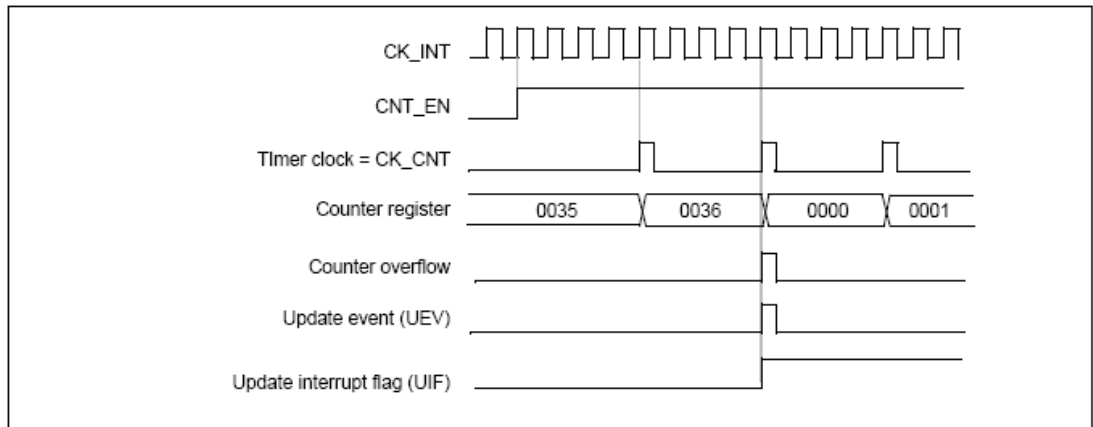 CK_INT
CNT_EN
TImer clock = CK_CNT
Counter register 0035 0036 0000 0001
Counter overflow
Update event (UEV)
Update interrupt flag (UIF)